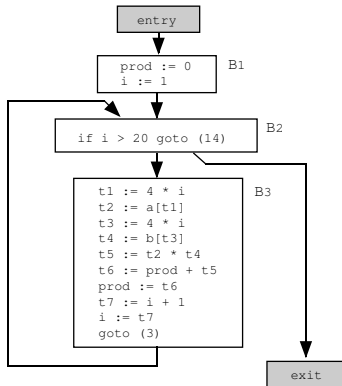 entry
prod := 0
i := 1
B1
if i > 20 goto (14)
B2
t1 := 4 * i
t2 := a[t1]
t3 := 4 * i
t4 := b[t3]
t5 := t2 * t4
t6 := prod + t5
prod := t6
t7 := i + 1
i := t7
goto (3)
B3
exit